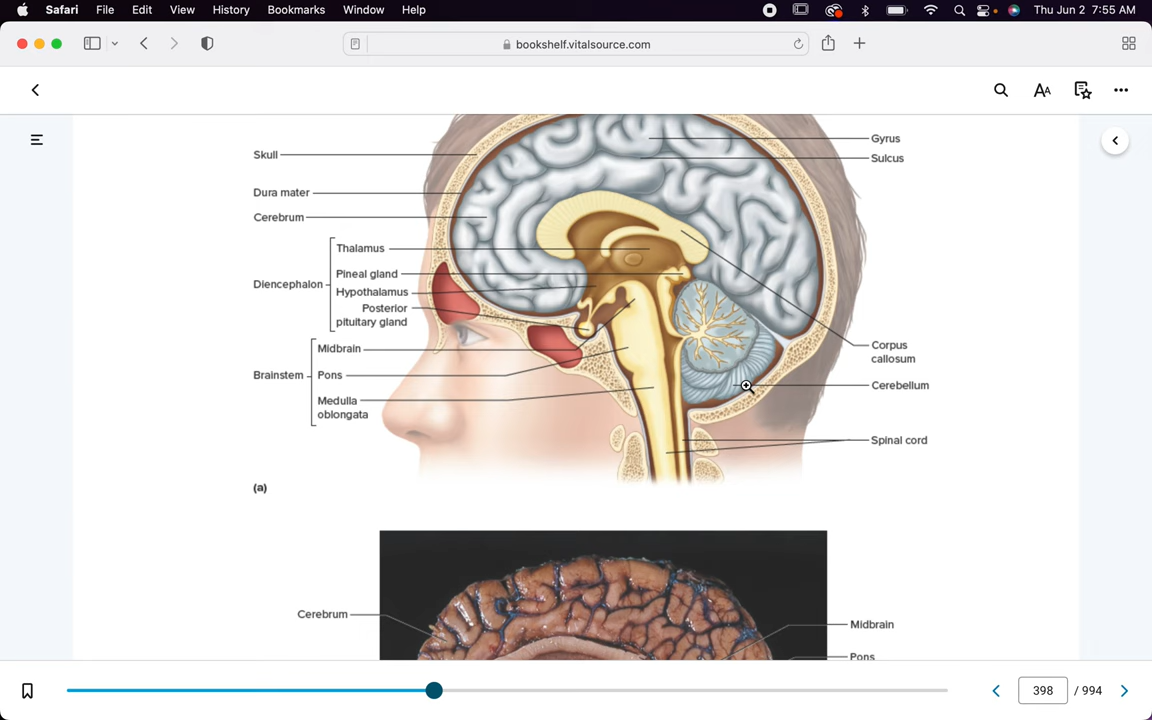 Safari File Edit View History Bookmarks Window Help Thu Jun 2 7:55 AM
bookshelf.vitalsource.com
AA
Skull
Dura mater
Cerebrum
Diencephalon
Thalamus
Pineal gland
Hypothalamus
Posterior
pituitary gland
Brainstem
Midbrain
Pons
Medulla
oblongata
Gyrus
Sulcus
Corpus
callosum
Cerebellum
Spinal cord
(a)
Cerebrum
Midbrain
Pons
398 / 994